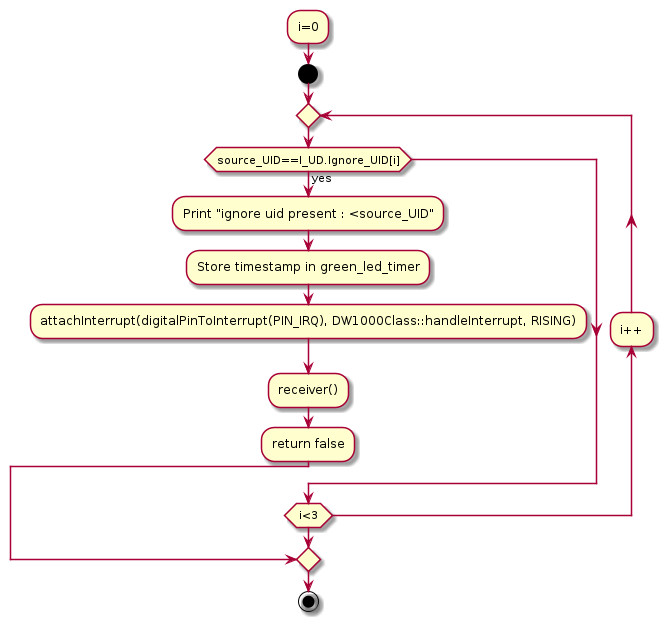 i=0
source_UID==I_UD.Ignore_UID[i]
yes
Print "ignore uid present : <source_UID"
Store timestamp in green_led_timer
attachInterrupt(digitalPinToInterrupt(PIN_IRQ), DW1000Class::handleInterrupt, RISING)
i++
receiver()
return false
i<3